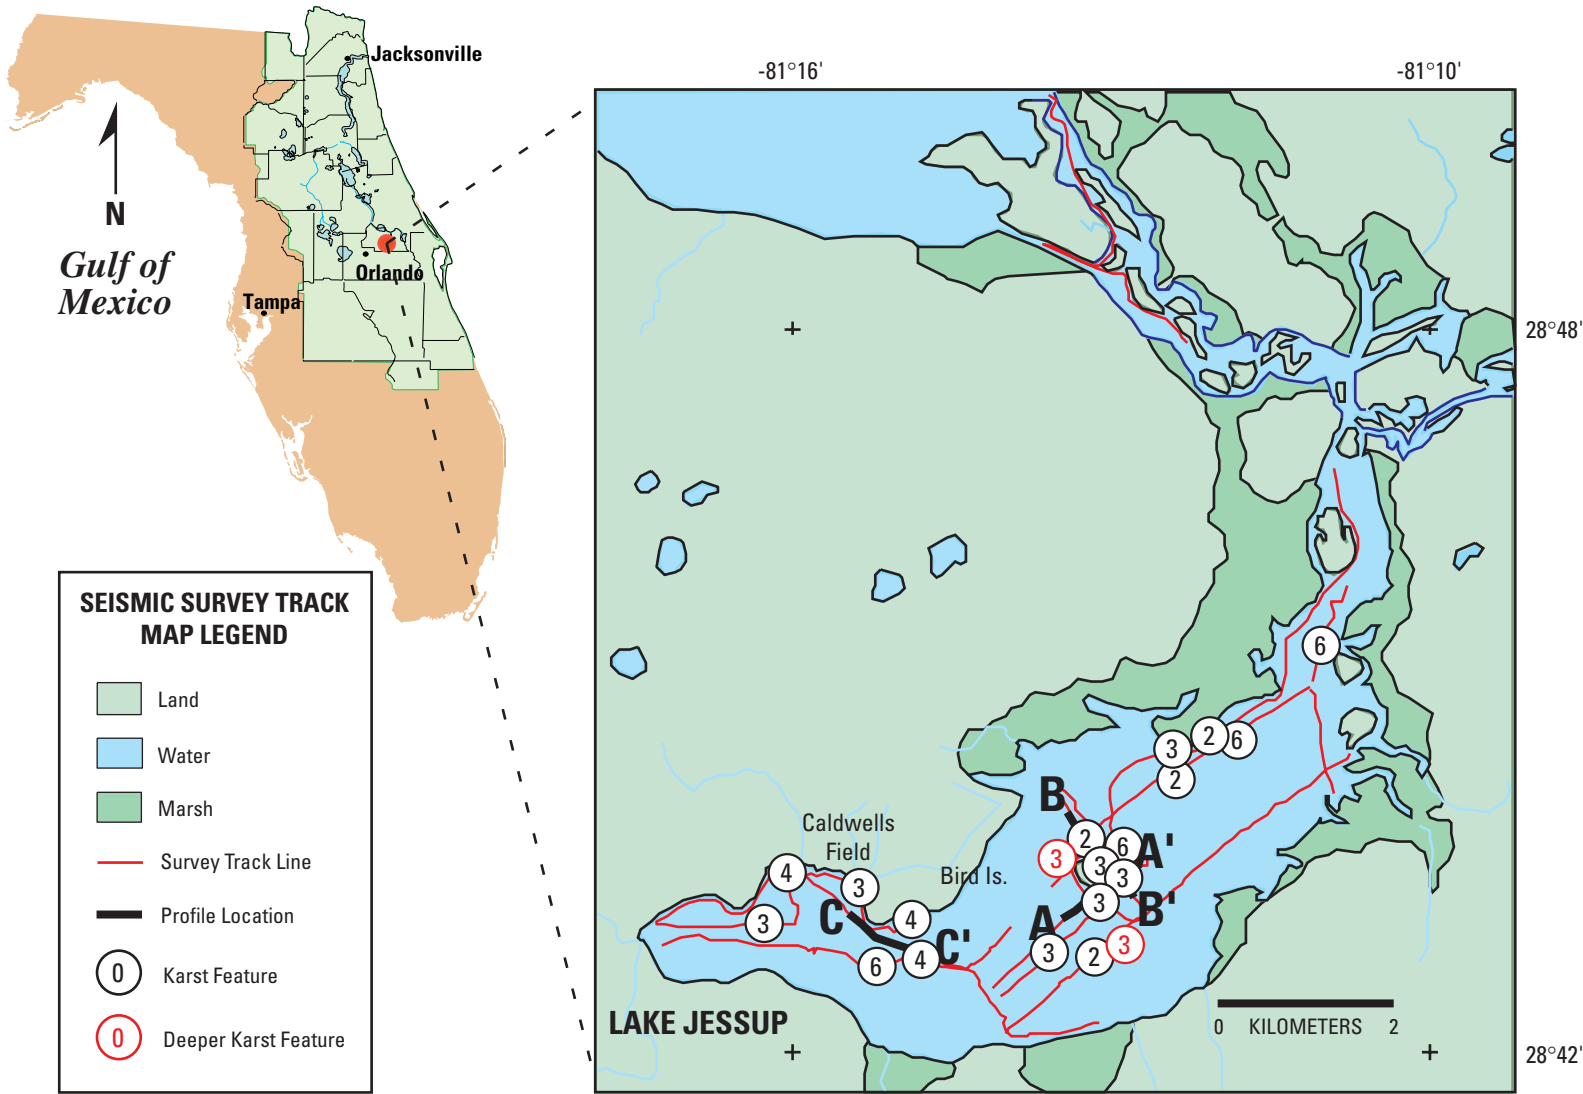 Jacksonville
N
Gulf of
Mexico
Orlando
Tampa
SEISMIC SURVEY TRACK
MAP LEGEND
Land
Water
Marsh
Survey Track Line
Profile Location
0 Karst Feature
0 Deeper Karst Feature
-81°16'
-81°10'
28°48'
28°42'
6
3
2
6
2
B
2
6
A'
3
3
3
3
B'
A
3
2
3
Caldwells
Field
Bird Is.
4
3
4
3
C
C'
6
4
LAKE JESSUP
0 KILOMETERS 2